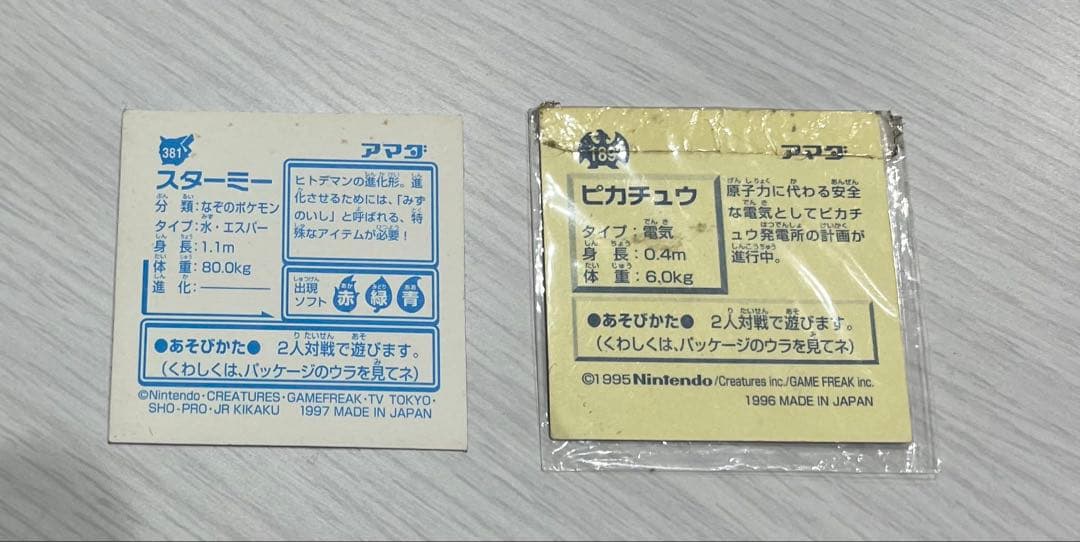 381
アマダ
スターミー
分類:なぞのポケモン
タイプ:水・エスパー
身長:1.1m
体重:80.0kg
進化:
ヒトデマンの進化形。進
化させるためには、「みず
のいし」と呼ばれる、特
殊なアイテムが必要!
出現
ソフト
赤 緑 青
●あそびかた● 2人対戦で遊びます。
(くわしくは、パッケージのウラを見てネ)
©Nintendo・CREATURES・GAMEFREAK・TV TOKYO・
SHO-PRO・JR KIKAKU 1997 MADE IN JAPAN
169
アマダ
ピカチュウ
タイプ:電気
身長:0.4m
体重:6.0kg
原子力に代わる安全
な電気としてピカチ
ュウ発電所の計画が
進行中。
●あそびかた● 2人対戦で遊びます。
(くわしくは、パッケージのウラを見てネ)
©1995 Nintendo/Creatures inc./GAME FREAK inc.
1996 MADE IN JAPAN